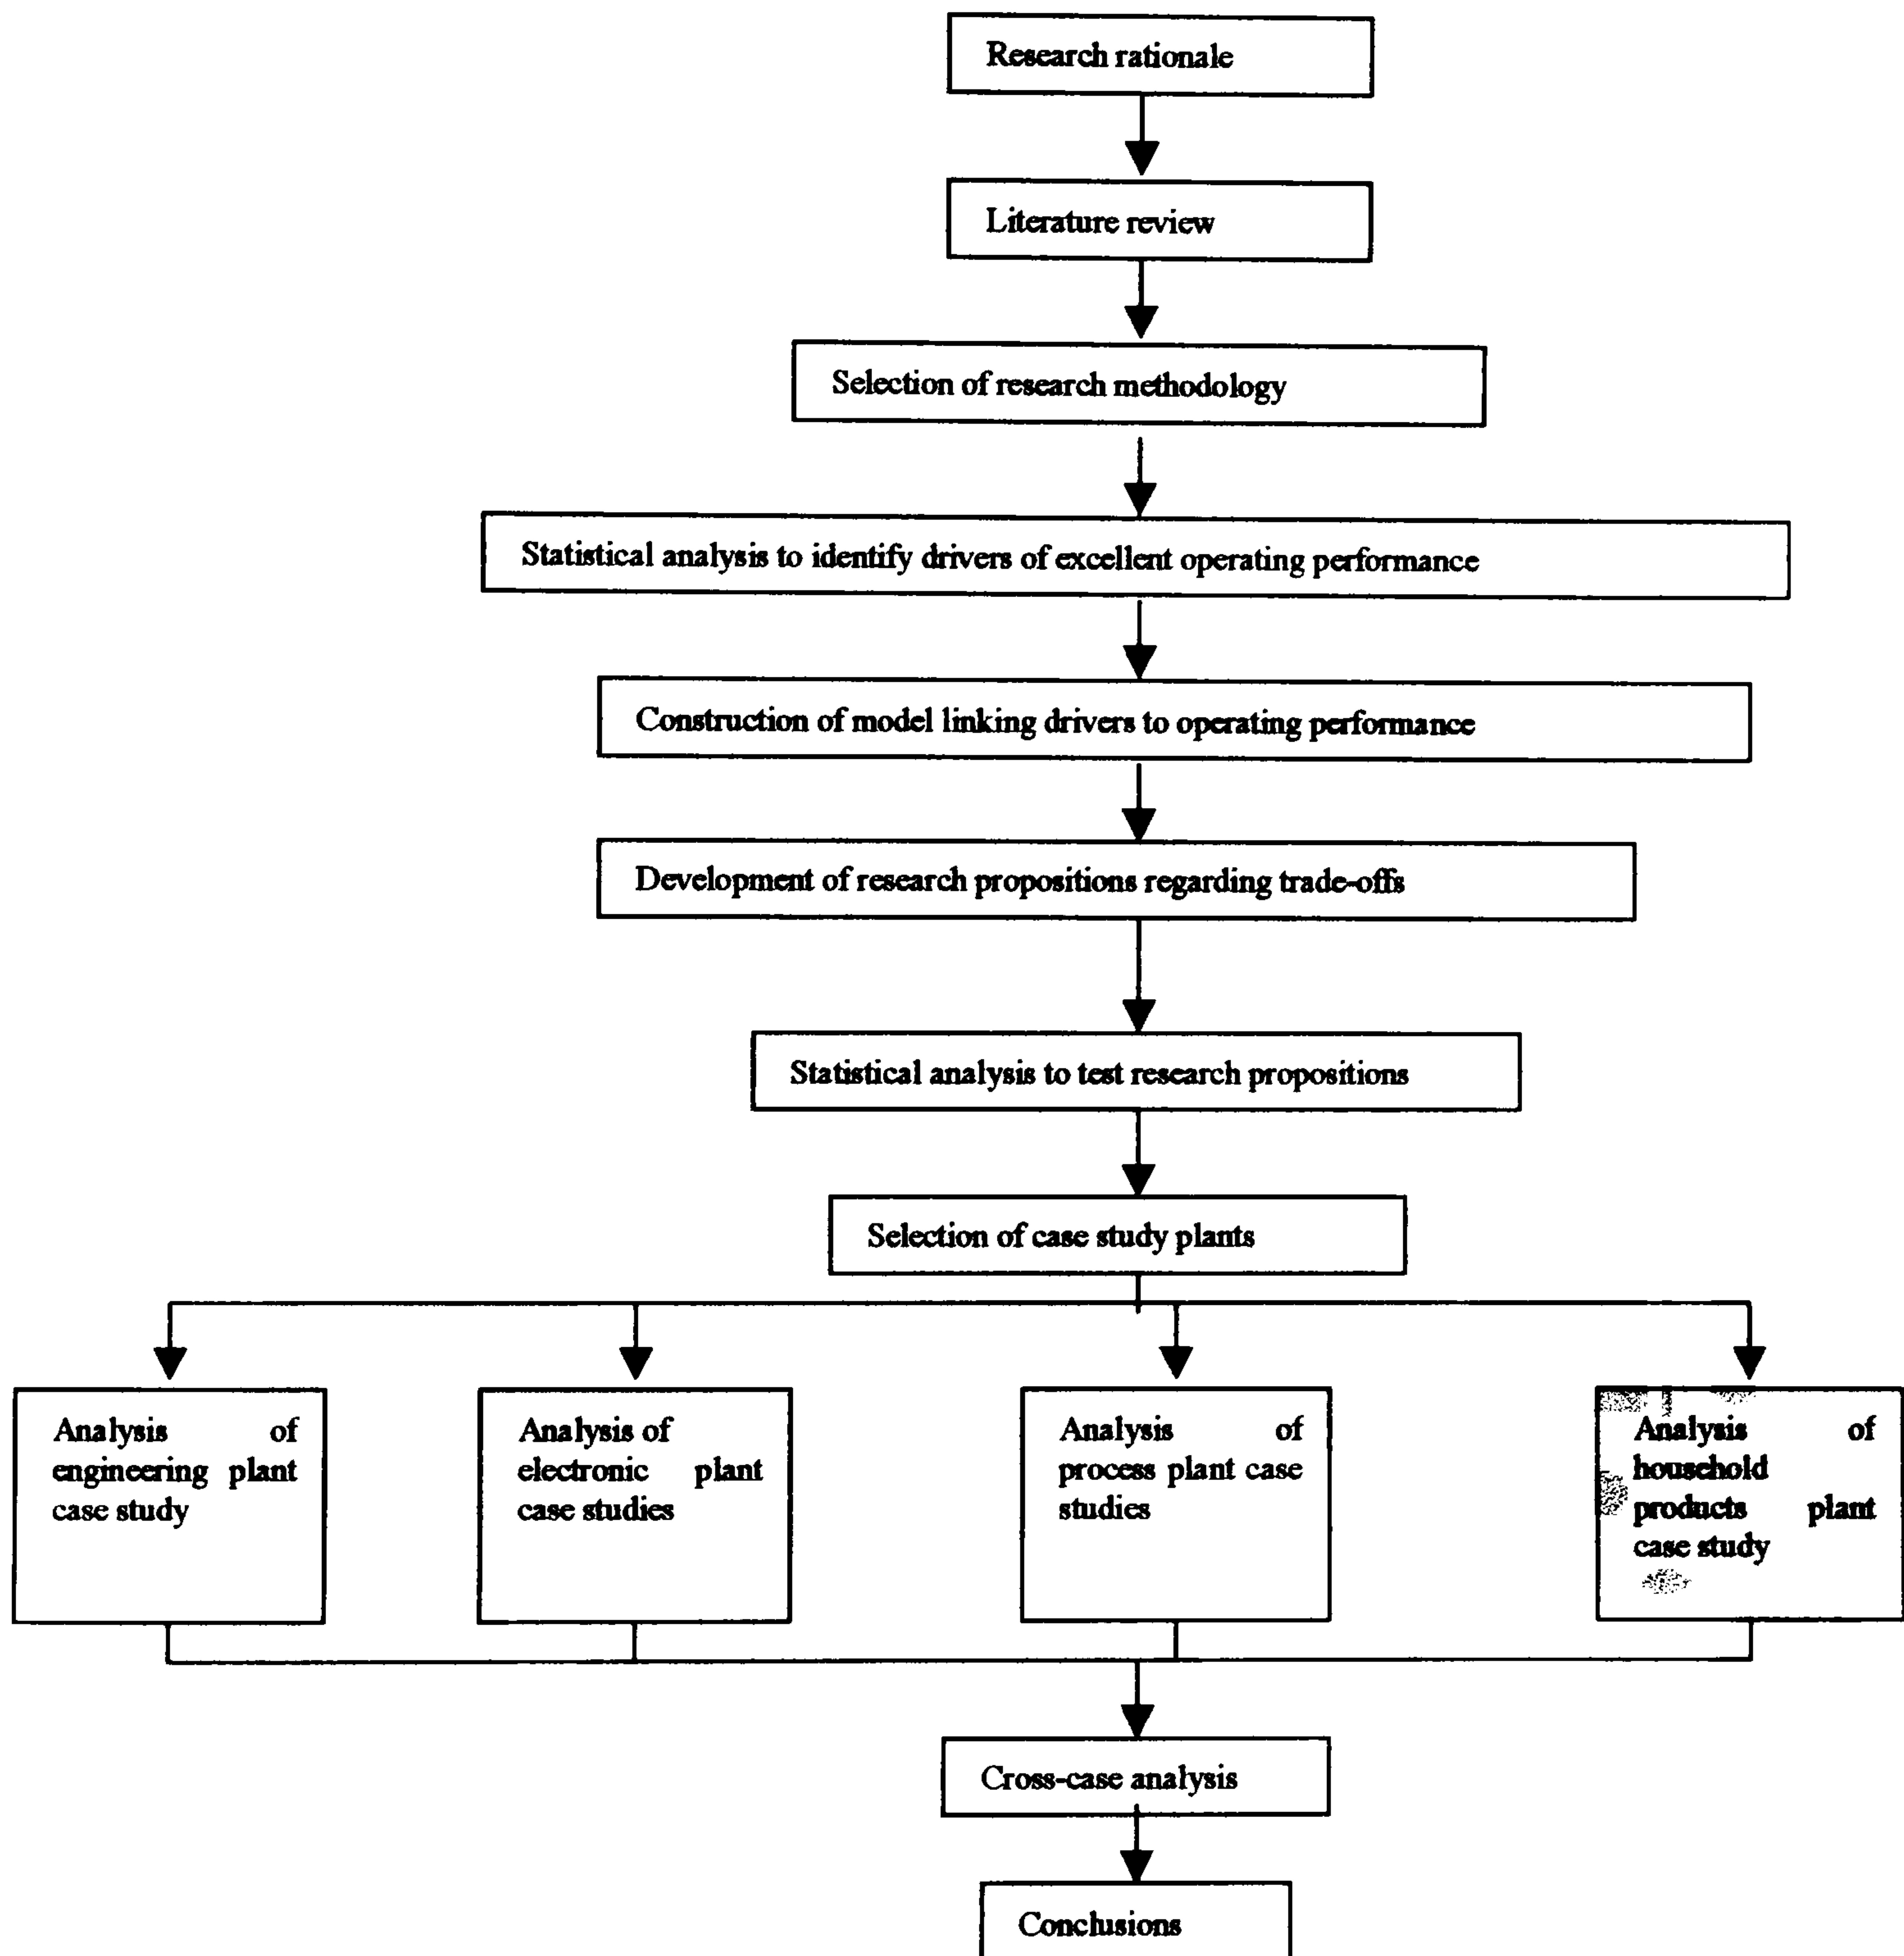 Research rationale
Literature review
Selection of research methodology
Statistical analysis to identify drivers of excellent operating performance
Construction of model linking drivers to operating performance
Development of research propositions regarding trade-offs
Statistical analysis to test research propositions
Selection of case study plants
Analysis of
engineering plant
case study
Analysis of
electronic plant
case studies
Analysis of
process plant case
studies
Analysis of
household
products plant
case study
Cross-case analysis
Conclusions